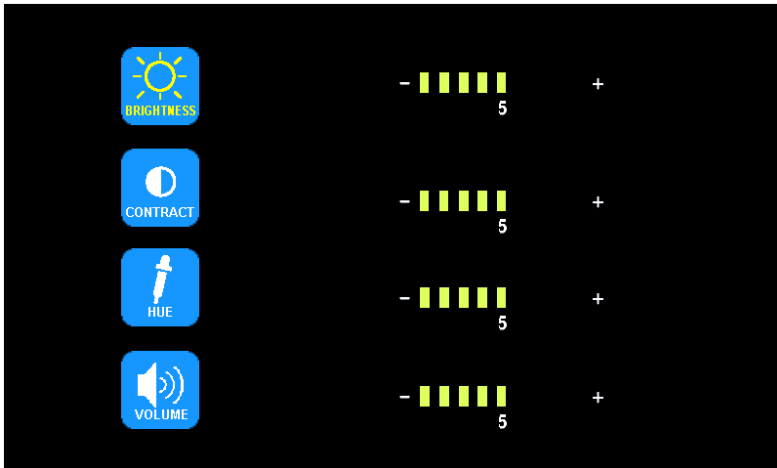 BRIGHTNESS
- +
5
CONTRACT
- +
5
HUE
- +
5
VOLUME
- +
5